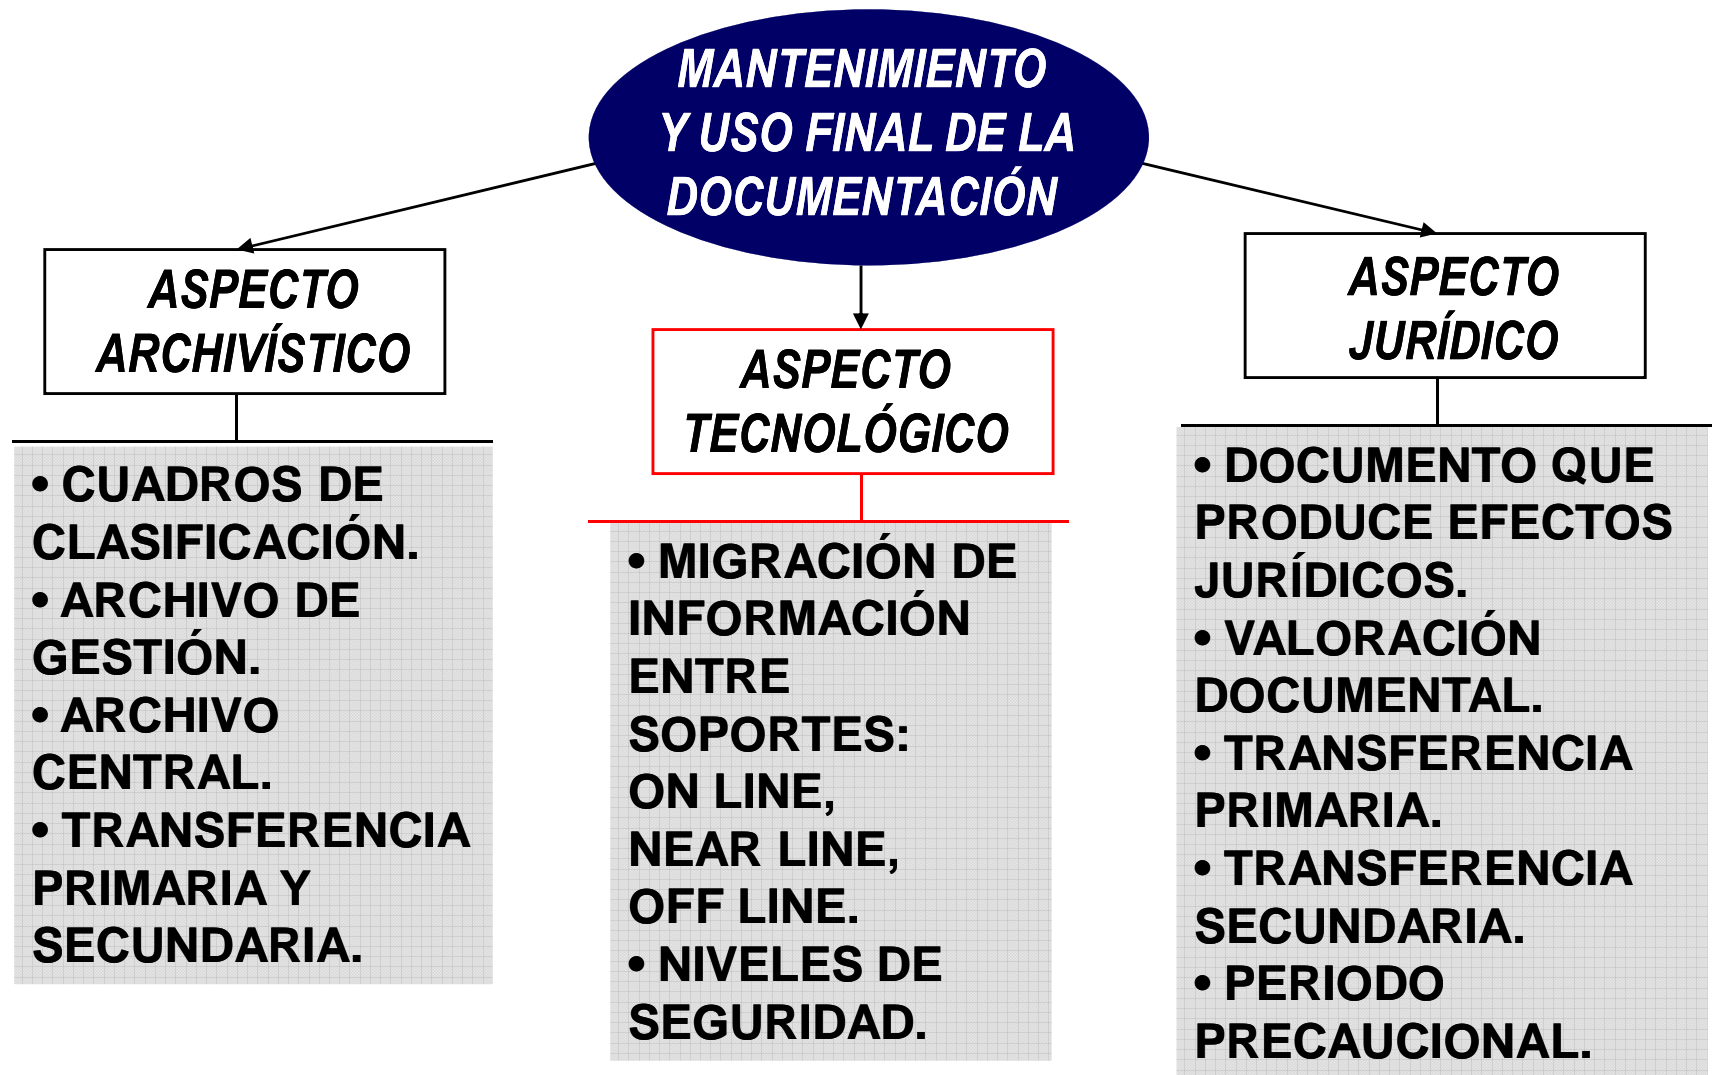 MANTENIMIENTO
Y USO FINAL DE LA
DOCUMENTACIÓN
ASPECTO
ARCHIVÍSTICO
• CUADROS DE
CLASIFICACIÓN.
• ARCHIVO DE
GESTIÓN.
• ARCHIVO
CENTRAL.
• TRANSFERENCIA
PRIMARIA Y
SECUNDARIA.
ASPECTO
TECNOLÓGICO
• MIGRACIÓN DE
INFORMACIÓN
ENTRE
SOPORTES:
ON LINE,
NEAR LINE,
OFF LINE.
• NIVELES DE
SEGURIDAD.
ASPECTO
JURÍDICO
• DOCUMENTO QUE
PRODUCE EFECTOS
JURÍDICOS.
• VALORACIÓN
DOCUMENTAL.
• TRANSFERENCIA
PRIMARIA.
• TRANSFERENCIA
SECUNDARIA.
• PERIODO
PRECAUCIONAL.